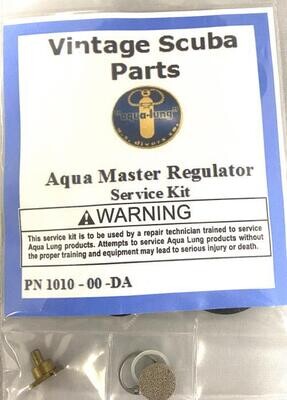 Vintage Scuba
Parts
"aqua-lung"
Aqua Master Regulator
Service Kit
WARNING
This service kit is to be used by a repair technician trained to service
Aqua Lung products. Attempts to service Aqua Lung products without
the proper training and equipment may lead to serious injury or death.
PN 1010 - 00 -DA